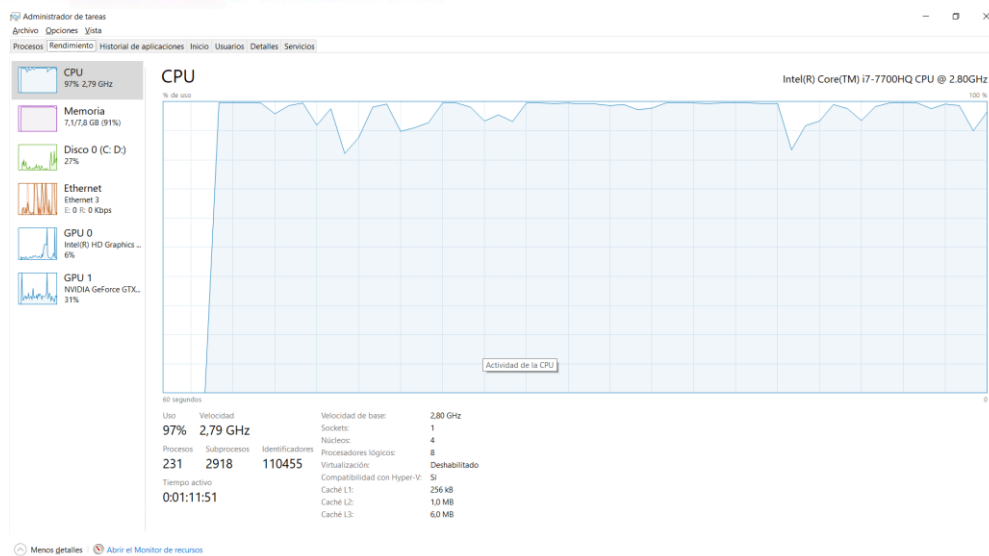 Administrador de tareas
Archivo Opciones Vista
Procesos Rendimiento Historial de aplicaciones Inicio Usuarios Detalles Servicios
CPU
97% 2,79 GHz
Memoria
7,1/7,8 GB (91%)
Disco 0 (C: D:)
27%
Ethernet
Ethernet 3
E: 0 R: 0 Kbps
GPU 0
Intel(R) HD Graphics ...
6%
GPU 1
NVIDIA GeForce GTX...
31%
CPU
Intel(R) Core(TM) i7-7700HQ CPU @ 2.80GHz
% de uso
100 %
Actividad de la CPU
60 segundos
0
Uso Velocidad
97% 2,79 GHz
Procesos Subprocesos Identificadores
231 2918 110455
Tiempo activo
0:01:11:51
Velocidad de base: 2,80 GHz
Sockets: 1
Núcleos: 4
Procesadores lógicos: 8
Virtualización: Deshabilitado
Compatibilidad con Hyper-V: Sí
Caché L1: 256 kB
Caché L2: 1,0 MB
Caché L3: 6,0 MB
Menos detalles
Abrir el Monitor de recursos